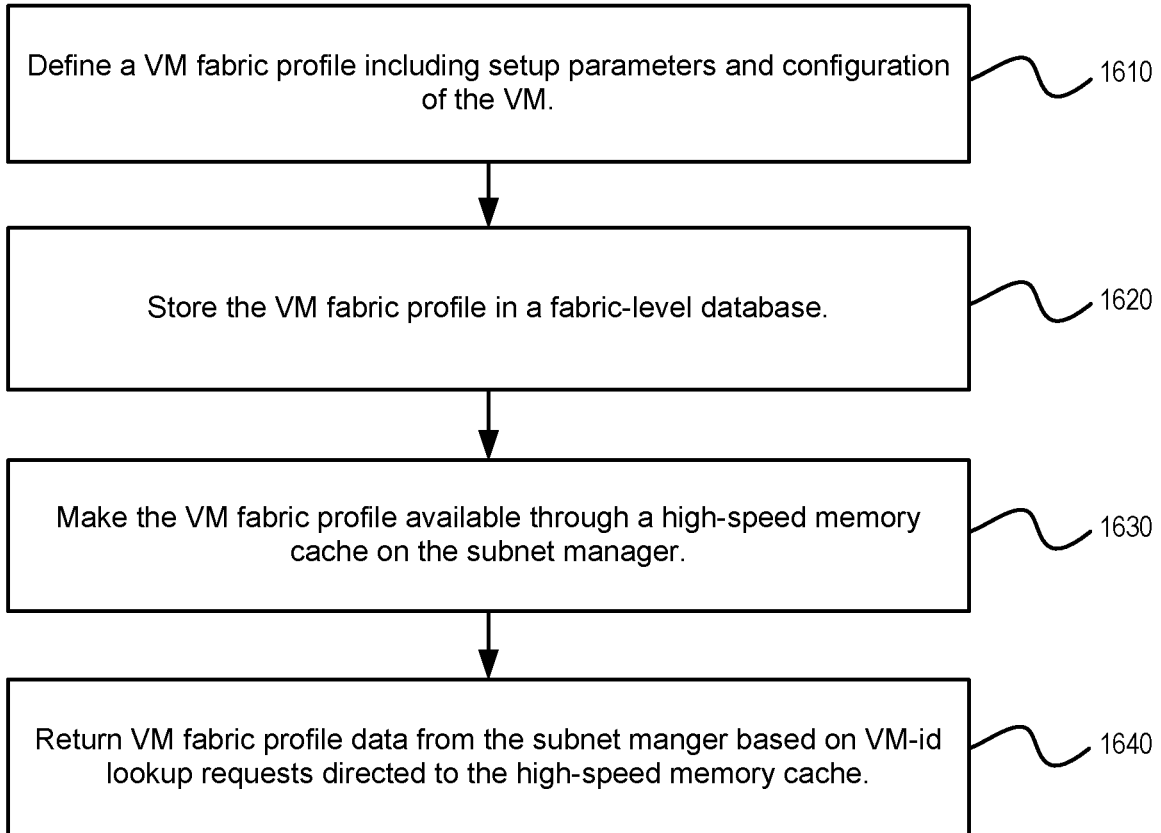 Define a VM fabric profile including setup parameters and configuration
of the VM.
1610
Store the VM fabric profile in a fabric-level database.
1620
Make the VM fabric profile available through a high-speed memory
cache on the subnet manager.
1630
Return VM fabric profile data from the subnet manger based on VM-id
lookup requests directed to the high-speed memory cache.
1640